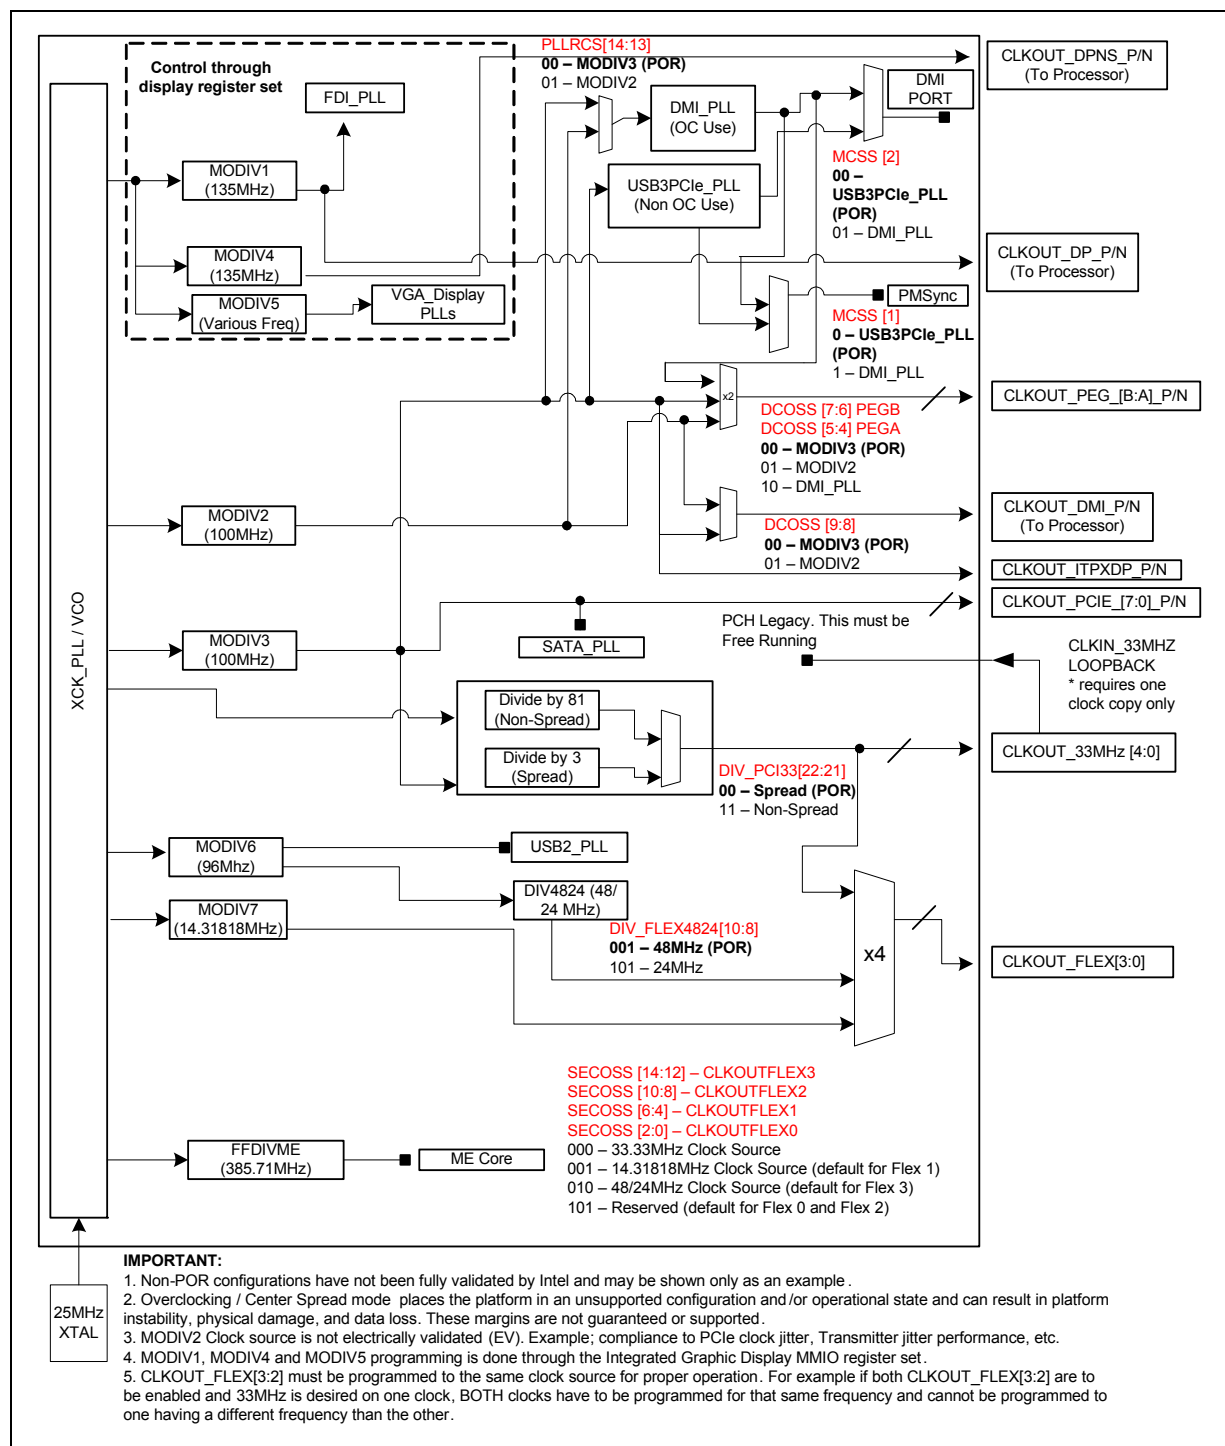 PLLRCS[14:13]
00 – MODIV3 (POR)
01 – MODIV2
Control through
display register set
FDI_PLL
DMI_PLL
(OC Use)
DMI
PORT
CLKOUT_DPNS_P/N
(To Processor)
MODIV1
(135MHz)
USB3PCIe_PLL
(Non OC Use)
MCSS [2]
00 –
USB3PCIe_PLL
(POR)
01 – DMI_PLL
MODIV4
(135MHz)
CLKOUT_DP_P/N
(To Processor)
MODIV5
(Various Freq)
VGA_Display
PLLs
PMSync
MCSS [1]
0 – USB3PCIe_PLL
(POR)
1 – DMI_PLL
x2
CLKOUT_PEG_[B:A]_P/N
DCOSS [7:6] PEGB
DCOSS [5:4] PEGA
00 – MODIV3 (POR)
01 – MODIV2
10 – DMI_PLL
MODIV2
(100MHz)
CLKOUT_DMI_P/N
(To Processor)
DCOSS [9:8]
00 – MODIV3 (POR)
01 – MODIV2
CLKOUT_ITPXDP_P/N
CLKOUT_PCIE_[7:0]_P/N
XCK_PLL / VCO
MODIV3
(100MHz)
SATA_PLL
PCH Legacy. This must be
Free Running
CLKIN_33MHZ
LOOPBACK
* requires one
clock copy only
Divide by 81
(Non-Spread)
Divide by 3
(Spread)
CLKOUT_33MHz [4:0]
DIV_PCI33[22:21]
00 – Spread (POR)
11 – Non-Spread
MODIV6
(96Mhz)
USB2_PLL
DIV4824 (48/
24 MHz)
MODIV7
(14.31818MHz)
DIV_FLEX4824[10:8]
001 – 48MHz (POR)
101 – 24MHz
x4
CLKOUT_FLEX[3:0]
SECOSS [14:12] – CLKOUTFLEX3
SECOSS [10:8] – CLKOUTFLEX2
SECOSS [6:4] – CLKOUTFLEX1
SECOSS [2:0] – CLKOUTFLEX0
000 – 33.33MHz Clock Source
001 – 14.31818MHz Clock Source (default for Flex 1)
010 – 48/24MHz Clock Source (default for Flex 3)
101 – Reserved (default for Flex 0 and Flex 2)
FFDIVME
(385.71MHz)
ME Core
25MHz
XTAL
IMPORTANT:
1. Non-POR configurations have not been fully validated by Intel and may be shown only as an example.
2. Overclocking / Center Spread mode places the platform in an unsupported configuration and/or operational state and can result in platform
instability, physical damage, and data loss. These margins are not guaranteed or supported.
3. MODIV2 Clock source is not electrically validated (EV). Example; compliance to PCIe clock jitter, Transmitter jitter performance, etc.
4. MODIV1, MODIV4 and MODIV5 programming is done through the Integrated Graphic Display MMIO register set.
5. CLKOUT_FLEX[3:2] must be programmed to the same clock source for proper operation. For example if both CLKOUT_FLEX[3:2] are to
be enabled and 33MHz is desired on one clock, BOTH clocks have to be programmed for that same frequency and cannot be programmed to
one having a different frequency than the other.